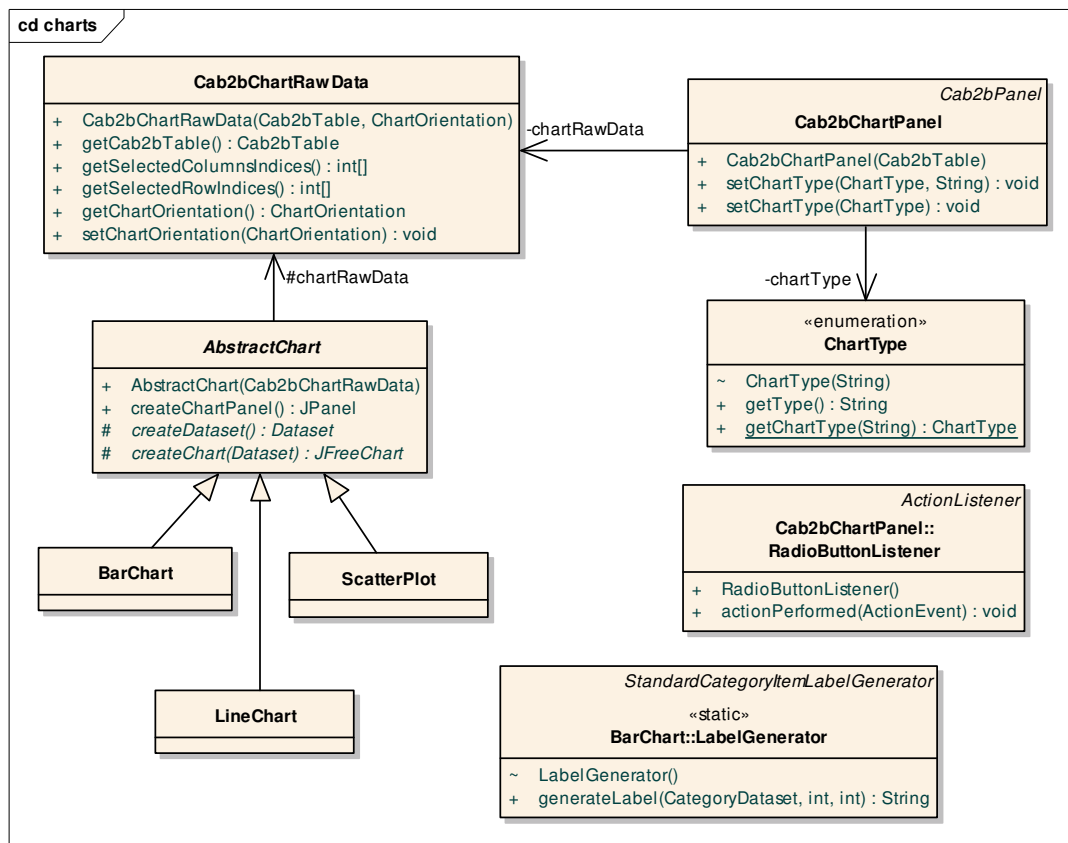 cd charts
Cab2bChartRawData
+ Cab2bChartRawData(Cab2bTable, ChartOrientation)
+ getCab2bTable() : Cab2bTable
+ getSelectedColumnsIndices() : int[]
+ getSelectedRowIndices() : int[]
+ getChartOrientation() : ChartOrientation
+ setChartOrientation(ChartOrientation) : void
-chartRawData
Cab2bPanel
Cab2bChartPanel
+ Cab2bChartPanel(Cab2bTable)
+ setChartType(ChartType, String) : void
+ setChartType(ChartType) : void
#chartRawData
-chartType
AbstractChart
+ AbstractChart(Cab2bChartRawData)
+ createChartPanel() : JPanel
# createDataset() : Dataset
# createChart(Dataset) : JFreeChart
«enumeration»
ChartType
~ ChartType(String)
+ getType() : String
+ getChartType(String) : ChartType
BarChart
ScatterPlot
LineChart
ActionListener
Cab2bChartPanel::
RadioButtonListener
+ RadioButtonListener()
+ actionPerformed(ActionEvent) : void
StandardCategoryItemLabelGenerator
«static»
BarChart::LabelGenerator
~ LabelGenerator()
+ generateLabel(CategoryDataset, int, int) : String